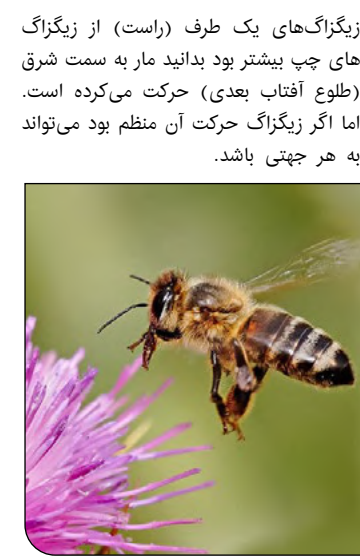 زیگزاگ‌های یک طرف (راست) از زیگزاگ
های چپ بیشتر بود بدانید مار به سمت شرق
(طلوع آفتاب بعدی) حرکت می‌کرده است.
اما اگر زیگزاگ حرکت آن منظم بود می‌تواند
به هر جهتی باشد.